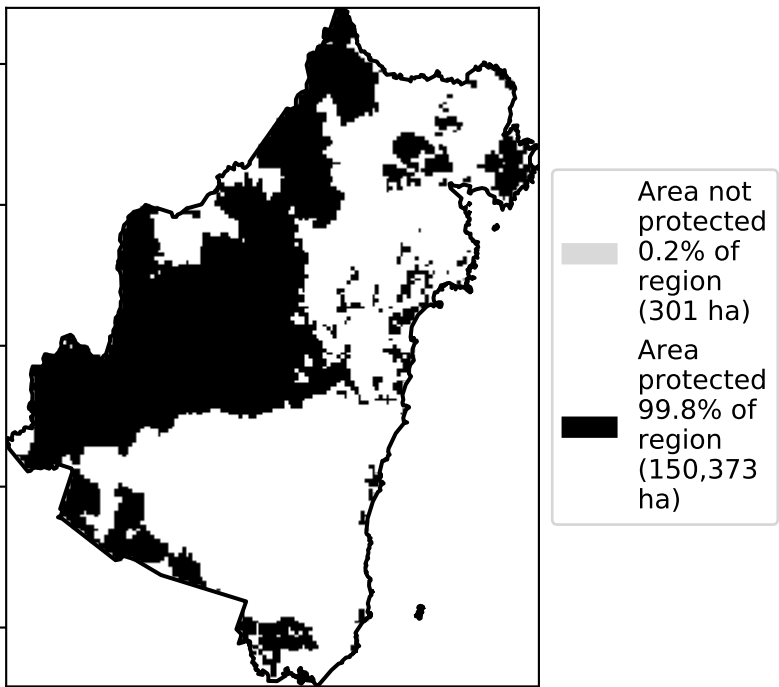 Area not
protected
0.2% of
region
(301 ha)
Area
protected
99.8% of
region
(150,373
ha)